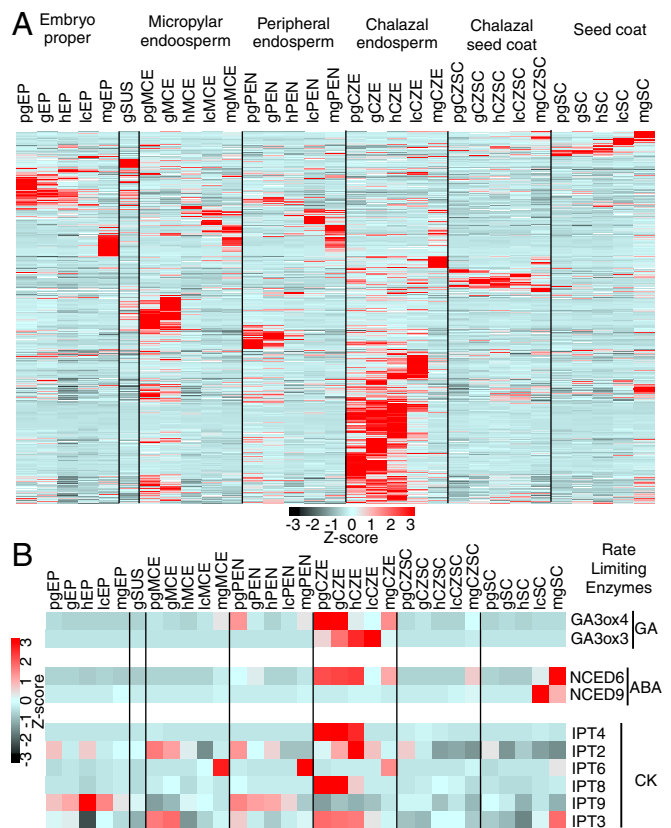 A
Embryo proper
Micropylar endoosperm
Peripheral endosperm
Chalazal endosperm
Chalazal seed coat
Seed coat
pgEP gEP hEP lcEP mgEP gSUS pgMCE gMCE hMCE lcMCE mgMCE pgPEN gPEN hPEN lcPEN mgPEN pgCZE gCZE hCZE lcCZE mgCZE pgCZSC gCZSC hCZSC lcCZSC mgCZSC pgSC gSC hSC lcSC mgSC
-3 -2 -1 0 1 2 3
Z-score
B
pgEP gEP hEP lcEP mgEP gSUS pgMCE gMCE hMCE lcMCE mgMCE pgPEN gPEN hPEN lcPEN mgPEN pgCZE gCZE hCZE lcCZE mgCZE pgCZSC gCZSC hCZSC lcCZSC mgCZSC pgSC gSC hSC lcSC mgSC
Rate Limiting Enzymes
-3 -2 -1 0 1 2 3
Z-score
GA3ox4
GA3ox3
GA
NCED6
NCED9
ABA
IPT4
IPT2
IPT6
IPT8
IPT9
IPT3
CK